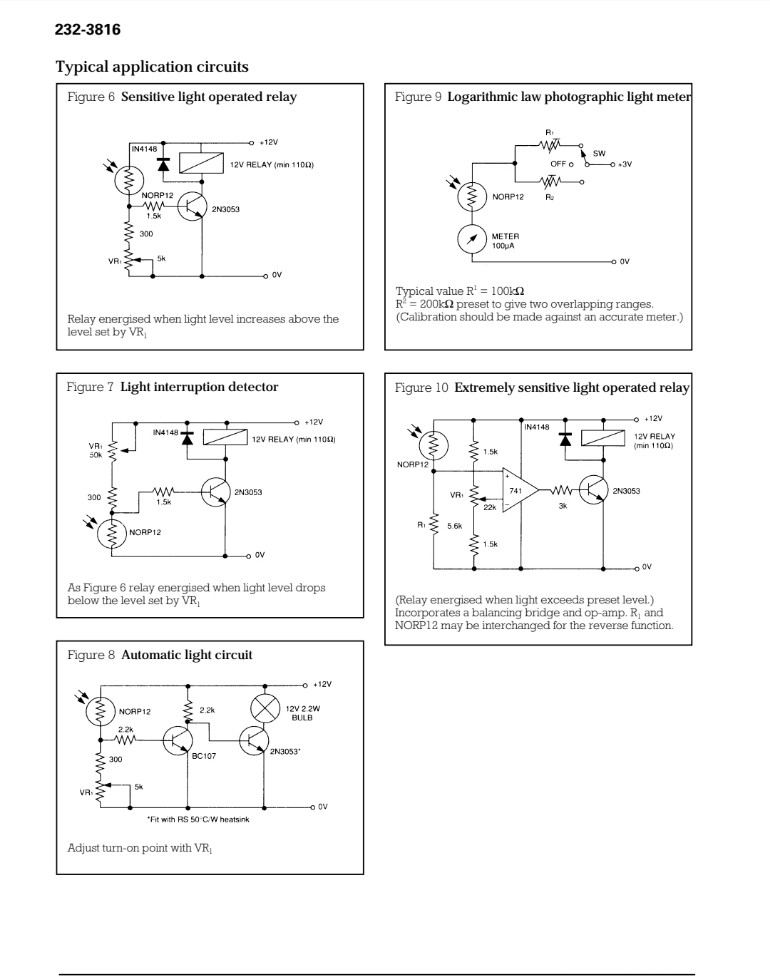 232-3816
Typical application circuits
Figure 6 Sensitive light operated relay
+12V
IN4148
12V RELAY (min 110Ω)
NORP12
2N3053
1.5k
300
VR1
5k
0V
Relay energised when light level increases above the
level set by VR1
Figure 7 Light interruption detector
+12V
IN4148
VR1
50k
12V RELAY (min 110Ω)
300
2N3053
1.5k
NORP12
0V
As Figure 6 relay energised when light level drops
below the level set by VR1
Figure 8 Automatic light circuit
+12V
NORP12
2.2k
12V 2.2W
BULB
2.2k
300
BC107
2N3053*
5k
VR1
0V
*Fit with RS 50°C/W heatsink
Adjust turn-on point with VR1
Figure 9 Logarithmic law photographic light meter
R1
SW
OFF
+3V
NORP12
R2
METER
100µA
0V
Typical value R¹ = 100kΩ
R² = 200kΩ preset to give two overlapping ranges.
(Calibration should be made against an accurate meter.)
Figure 10 Extremely sensitive light operated relay
+12V
IN4148
12V RELAY
(min 110Ω)
1.5k
NORP12
+
741
2N3053
VR1
22k
–
3k
R1
5.6k
1.5k
0V
(Relay energised when light exceeds preset level.)
Incorporates a balancing bridge and op-amp. R1 and
NORP12 may be interchanged for the reverse function.